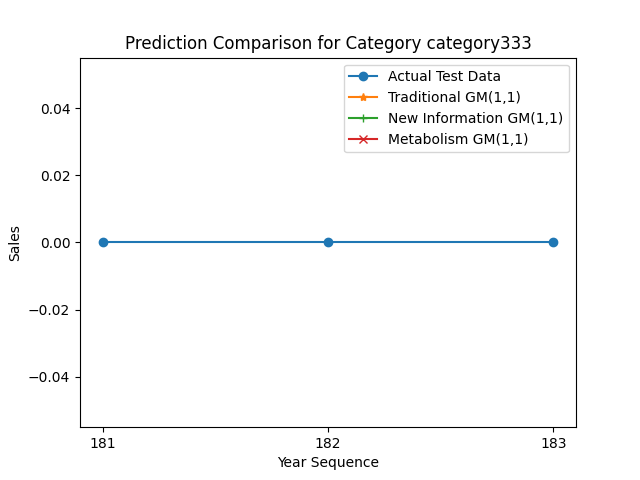 Prediction Comparison for Category category333
Actual Test Data
Traditional GM(1,1)
New Information GM(1,1)
Metabolism GM(1,1)
0.04
0.02
0.00
−0.02
−0.04
Sales
181
182
183
Year Sequence